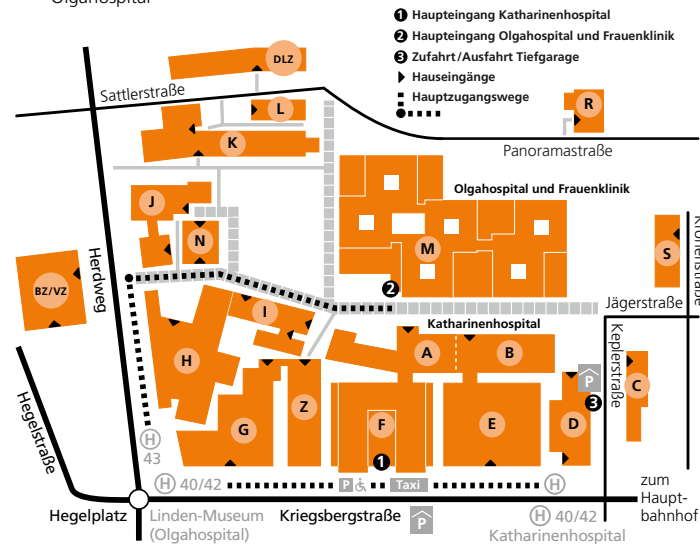 Olgahospital
1 Haupteingang Katharinenhospital
2 Haupteingang Olgahospital und Frauenklinik
3 Zufahrt/Ausfahrt Tiefgarage
Hauseingänge
Hauptzugangswege
DLZ
Sattlerstraße
L
R
K
Panoramastraße
Olgahospital und Frauenklinik
J
N
M
S
Kronenstraße
Herdweg
BZ/VZ
2
Jägerstraße
I
Katharinenhospital
H
A
B
Keplerstraße
P
C
Hegelstraße
Z
3
G
F
E
D
H
43
1
H 40/42
P
Taxi
H
zum
Haupt-
bahnhof
Hegelplatz
Linden-Museum
(Olgahospital)
Kriegsbergstraße
P
H 40/42
Katharinenhospital